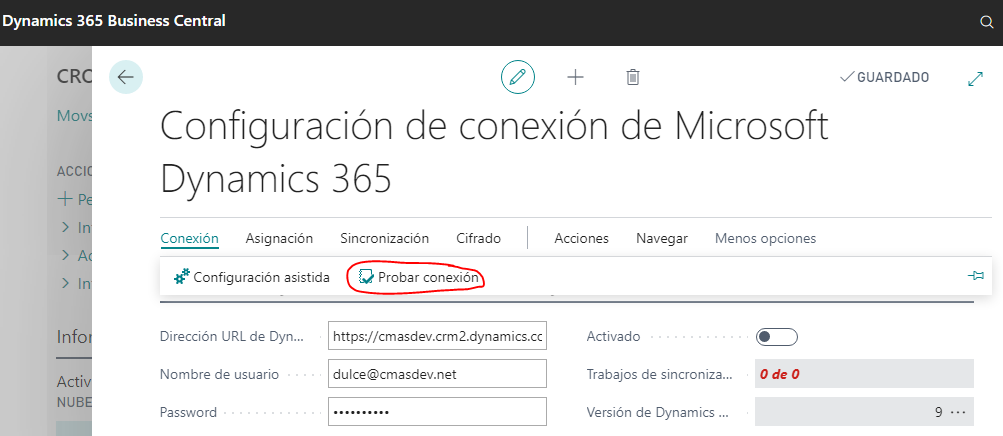 Dynamics 365 Business Central
CRO
GUARDADO
Movs
Configuración de conexión de Microsoft
Dynamics 365
ACCIO
Pe
In
Ac
In
Conexión Asignación Sincronización Cifrado Acciones Navegar Menos opciones
Configuración asistida Probar conexión
Infor
Dirección URL de Dyn... https://cmasdev.crm2.dynamics.cc Activado
Activ
Nombre de usuario dulce@cmasdev.net Trabajos de sincroniza... 0 de 0
NUBE
Password •••••••••• Versión de Dynamics ... 9 ...